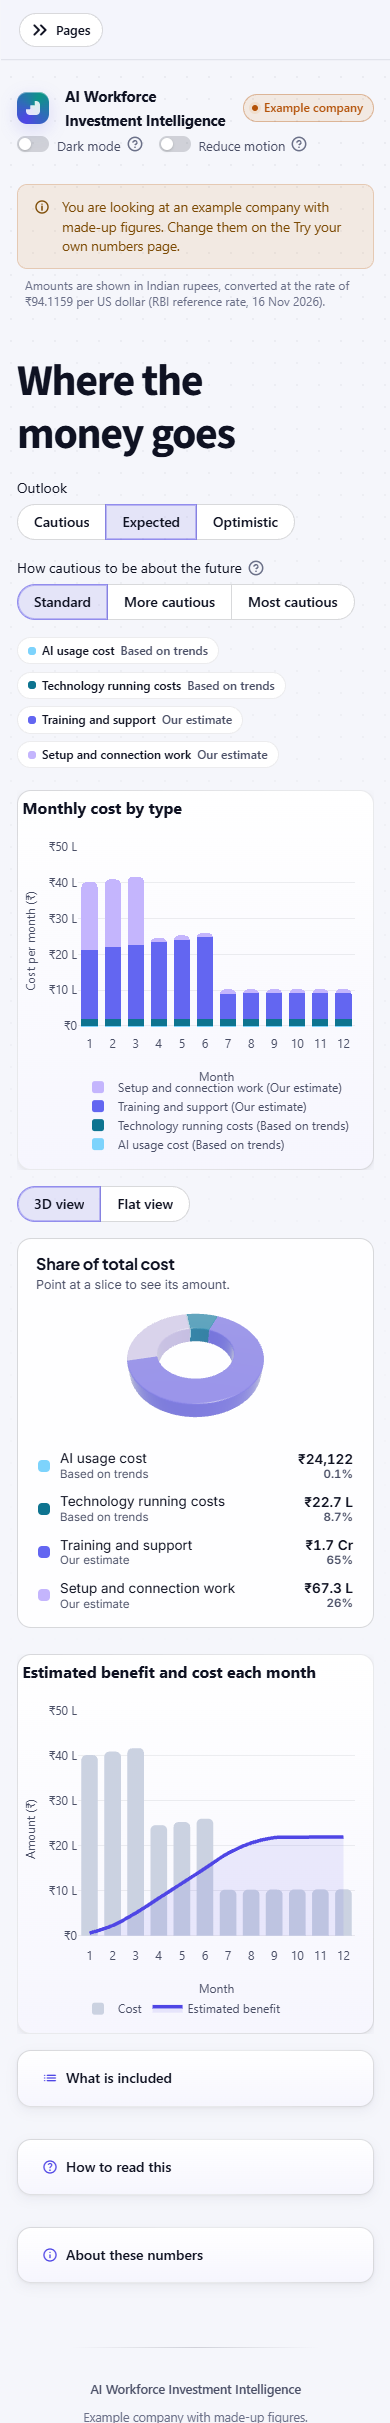 Pages
AI Workforce
Investment Intelligence
Example company
Dark mode
Reduce motion
You are looking at an example company with
made-up figures. Change them on the Try your
own numbers page.
Amounts are shown in Indian rupees, converted at the rate of
₹94.1159 per US dollar (RBI reference rate, 16 Nov 2026).
Where the
money goes
Outlook
Cautious Expected Optimistic
How cautious to be about the future
Standard More cautious Most cautious
AI usage cost Based on trends
Technology running costs Based on trends
Training and support Our estimate
Setup and connection work Our estimate
Monthly cost by type
Cost per month (₹)
₹50 L
₹40 L
₹30 L
₹20 L
₹10 L
₹0
1 2 3 4 5 6 7 8 9 10 11 12
Month
Setup and connection work (Our estimate)
Training and support (Our estimate)
Technology running costs (Based on trends)
AI usage cost (Based on trends)
3D view Flat view
Share of total cost
Point at a slice to see its amount.
AI usage cost ₹24,122
Based on trends 0.1%
Technology running costs ₹22.7 L
Based on trends 8.7%
Training and support ₹1.7 Cr
Our estimate 65%
Setup and connection work ₹67.3 L
Our estimate 26%
Estimated benefit and cost each month
Amount (₹)
₹50 L
₹40 L
₹30 L
₹20 L
₹10 L
₹0
1 2 3 4 5 6 7 8 9 10 11 12
Month
Cost Estimated benefit
What is included
How to read this
About these numbers
AI Workforce Investment Intelligence
Example company with made-up figures.